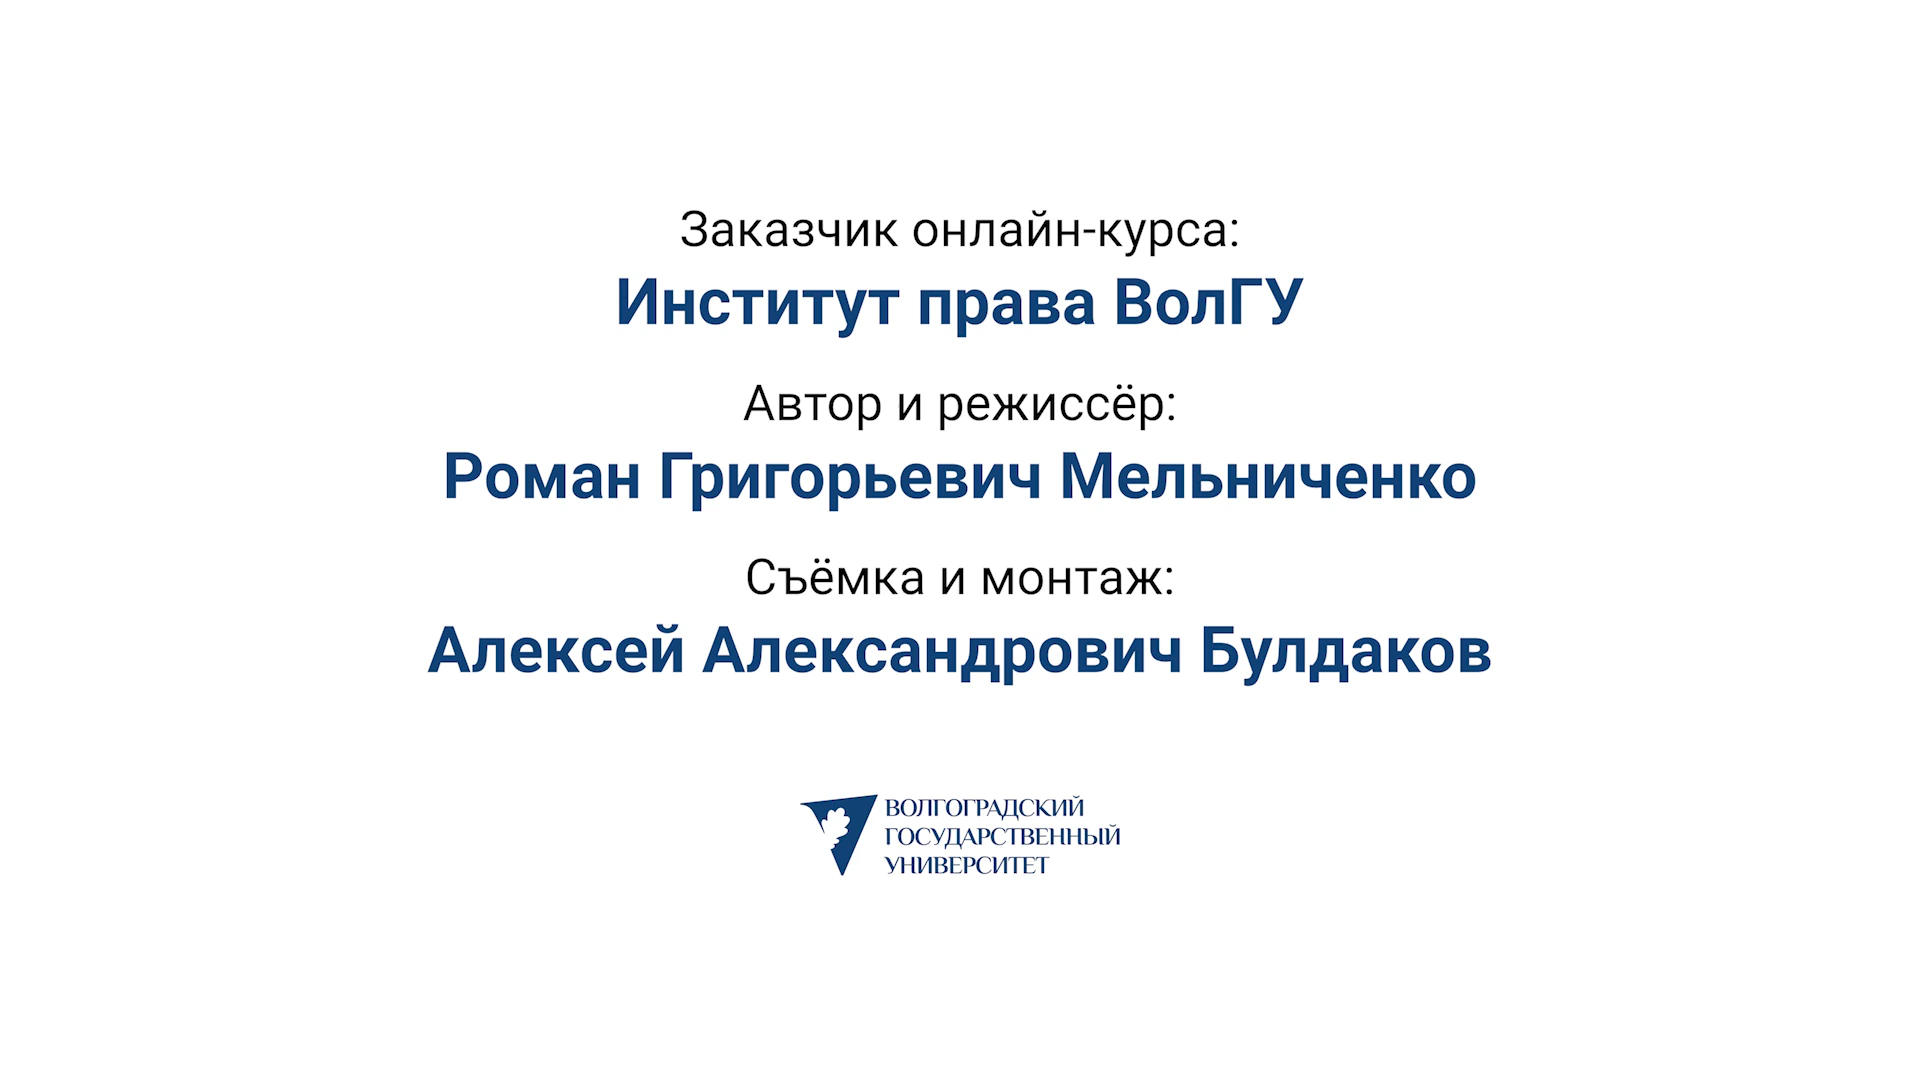 Заказчик онлайн-курса:
Институт права ВолГУ
Автор и режиссёр:
Роман Григорьевич Мельниченко
Съёмка и монтаж:
Алексей Александрович Булдаков
ВОЛГОГРАДСКИЙ
ГОСУДАРСТВЕННЫЙ
УНИВЕРСИТЕТ